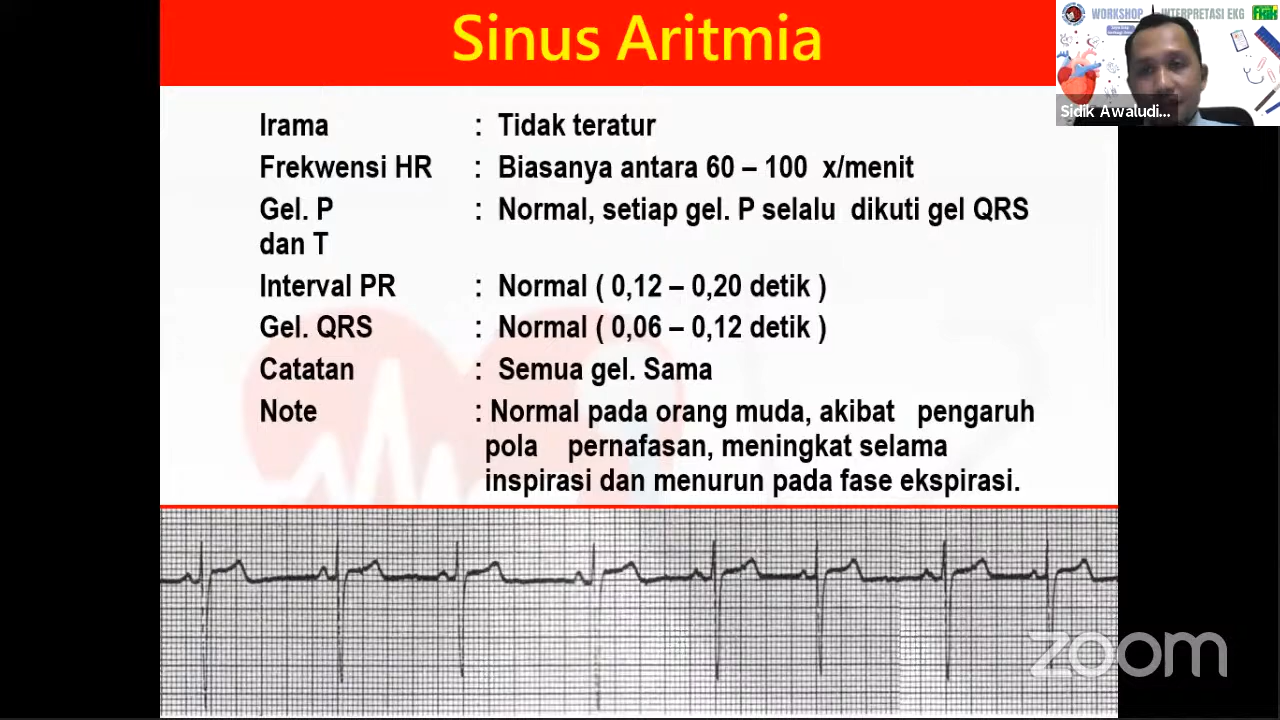 Sinus Aritmia
WORKSHOP INTERPRETASI EKG
Sidik Awaludi...
Irama : Tidak teratur
Frekwensi HR : Biasanya antara 60 – 100 x/menit
Gel. P : Normal, setiap gel. P selalu dikuti gel QRS
dan T
Interval PR : Normal ( 0,12 – 0,20 detik )
Gel. QRS : Normal ( 0,06 – 0,12 detik )
Catatan : Semua gel. Sama
Note : Normal pada orang muda, akibat pengaruh
pola pernafasan, meningkat selama
inspirasi dan menurun pada fase ekspirasi.
zoom